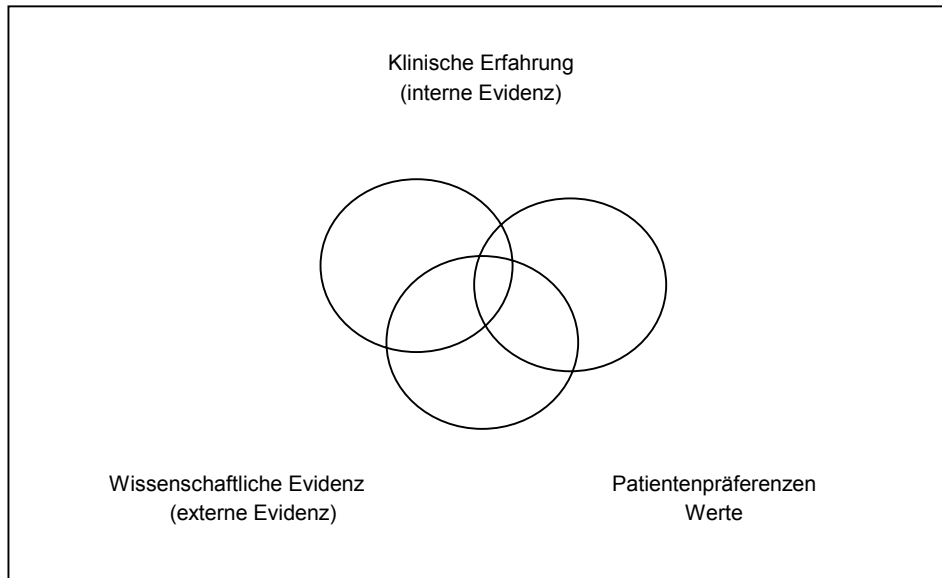 Klinische Erfahrung
(interne Evidenz)
Wissenschaftliche Evidenz
(externe Evidenz)
Patientenpräferenzen
Werte